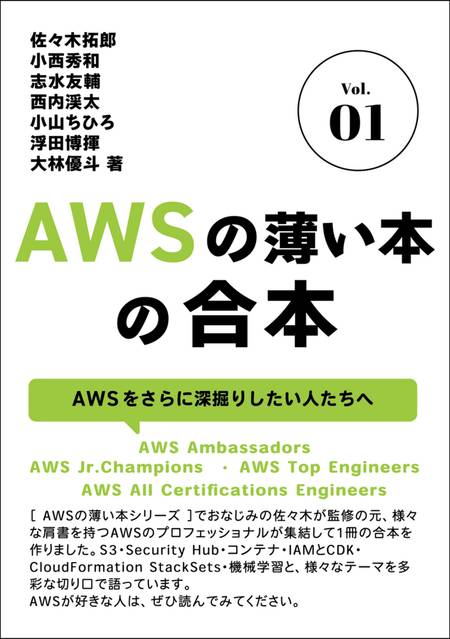 佐々木拓郎
小西秀和
志水友輔
西内渓太
小山ちひろ
浮田博揮
大林優斗 著
Vol.
01
AWSの薄い本
の合本
AWSをさらに深掘りしたい人たちへ
AWS Ambassadors
AWS Jr.Champions ・ AWS Top Engineers
AWS All Certifications Engineers
[ AWSの薄い本シリーズ ]でおなじみの佐々木が監修の元、様々
な肩書を持つAWSのプロフェッショナルが集結して1冊の合本を
作りました。S3・Security Hub・コンテナ・IAMとCDK・
CloudFormation StackSets・機械学習と、様々なテーマを多
彩な切り口で語っています。
AWSが好きな人は、ぜひ読んでみてください。